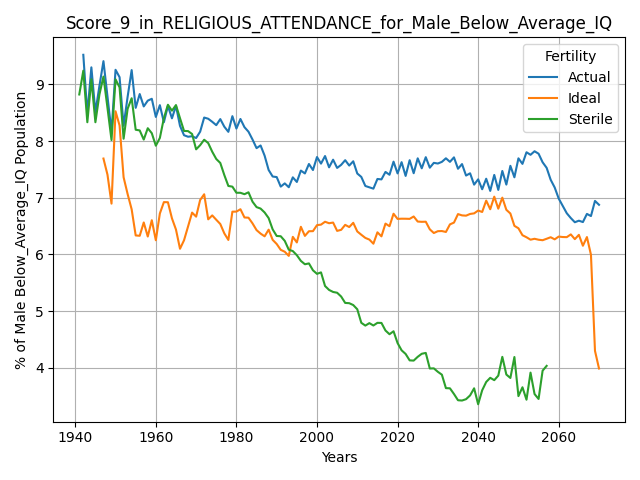 Score_9_in_RELIGIOUS_ATTENDANCE_for_Male_Below_Average_IQ
% of Male Below_Average_IQ Population
9
8
7
6
5
4
Fertility
Actual
Ideal
Sterile
1940 1960 1980 2000 2020 2040 2060
Years